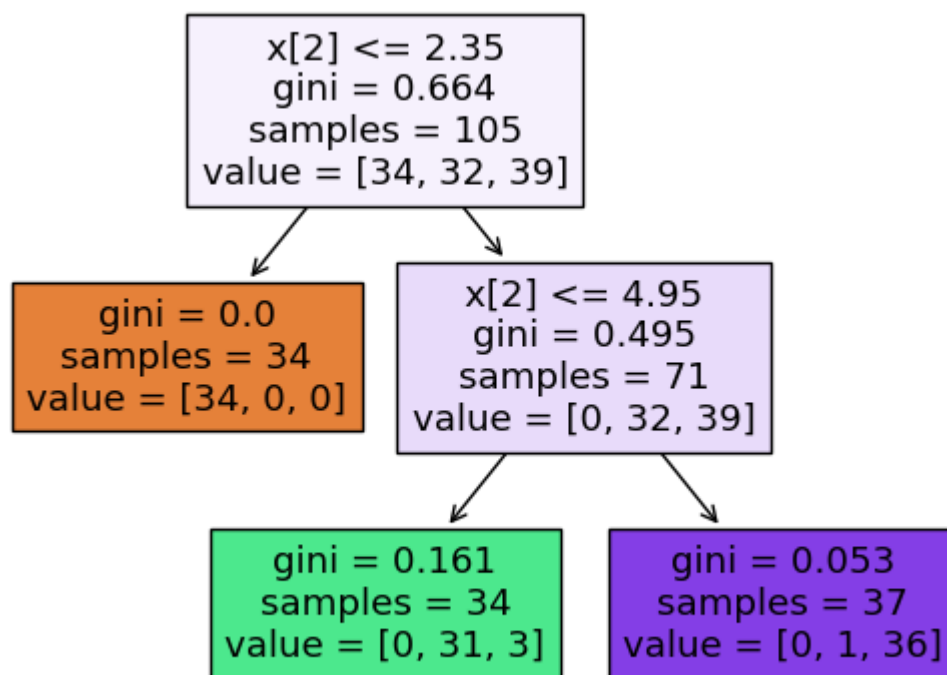 x[2] <= 2.35
gini = 0.664
samples = 105
value = [34, 32, 39]
gini = 0.0
samples = 34
value = [34, 0, 0]
x[2] <= 4.95
gini = 0.495
samples = 71
value = [0, 32, 39]
gini = 0.161
samples = 34
value = [0, 31, 3]
gini = 0.053
samples = 37
value = [0, 1, 36]